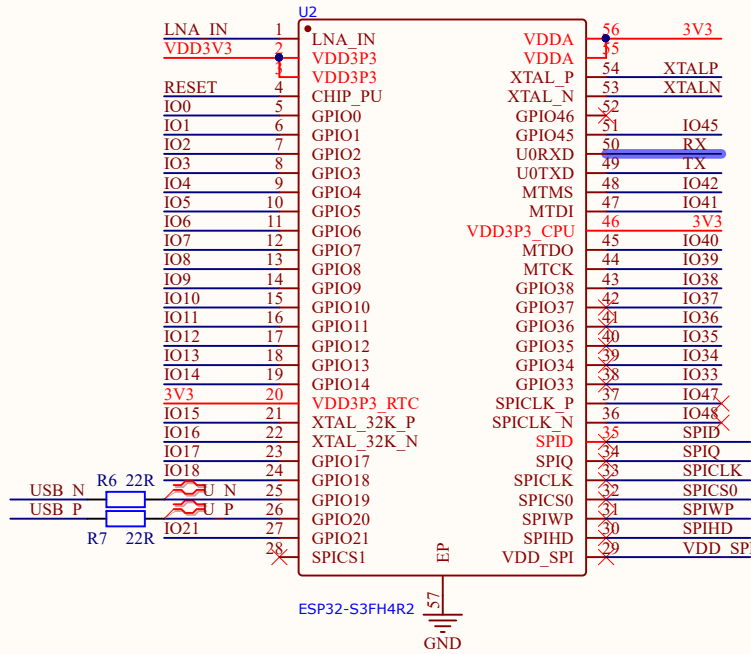 U2
LNA_IN 1 LNA_IN VDDA 56 3V3
VDD3V3 2 VDD3P3 VDDA 55
3 VDD3P3 XTAL_P 54 XTALP
RESET 4 CHIP_PU XTAL_N 53 XTALN
IO0 5 GPIO0 GPIO46 52
IO1 6 GPIO1 GPIO45 51 IO45
IO2 7 GPIO2 U0RXD 50 RX
IO3 8 GPIO3 U0TXD 49 TX
IO4 9 GPIO4 MTMS 48 IO42
IO5 10 GPIO5 MTDI 47 IO41
IO6 11 GPIO6 VDD3P3_CPU 46 3V3
IO7 12 GPIO7 MTDO 45 IO40
IO8 13 GPIO8 MTCK 44 IO39
IO9 14 GPIO9 GPIO38 43 IO38
IO10 15 GPIO10 GPIO37 42 IO37
IO11 16 GPIO11 GPIO36 41 IO36
IO12 17 GPIO12 GPIO35 40 IO35
IO13 18 GPIO13 GPIO34 39 IO34
IO14 19 GPIO14 GPIO33 38 IO33
3V3 20 VDD3P3_RTC SPICLK_P 37 IO47
IO15 21 XTAL_32K_P SPICLK_N 36 IO48
IO16 22 XTAL_32K_N SPID 35 SPID
IO17 23 GPIO17 SPIQ 34 SPIQ
IO18 24 GPIO18 SPICLK 33 SPICLK
USB_N R6 22R U_N 25 GPIO19 SPICS0 32 SPICS0
USB_P U_P 26 GPIO20 SPIWP 31 SPIWP
R7 22R IO21 27 GPIO21 SPIHD 30 SPIHD
28 SPICS1 VDD_SPI 29 VDD_SPI
EP
57
ESP32-S3FH4R2
GND